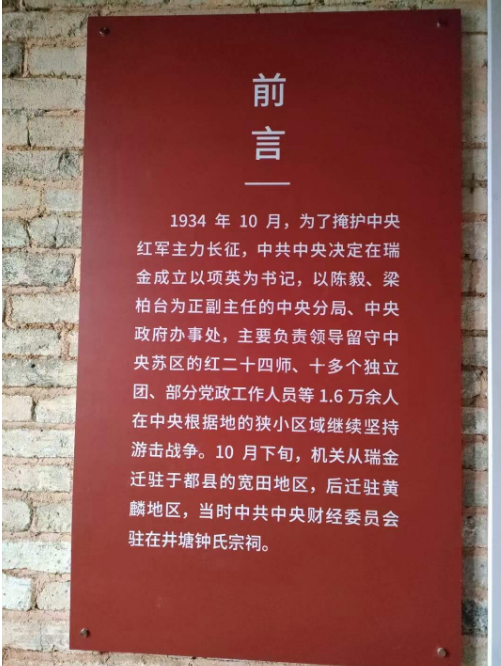 前
言
1934 年 10 月，为了掩护中央
红军主力长征，中共中央决定在瑞
金成立以项英为书记，以陈毅、梁
柏台为正副主任的中央分局、中央
政府办事处，主要负责领导留守中
央苏区的红二十四师、十多个独立
团、部分党政工作人员等 1.6 万余人
在中央根据地的狭小区域继续坚持
游击战争。10 月下旬，机关从瑞金
迁驻于都县的宽田地区，后迁驻黄
麟地区，当时中共中央财经委员会
驻在井塘钟氏宗祠。